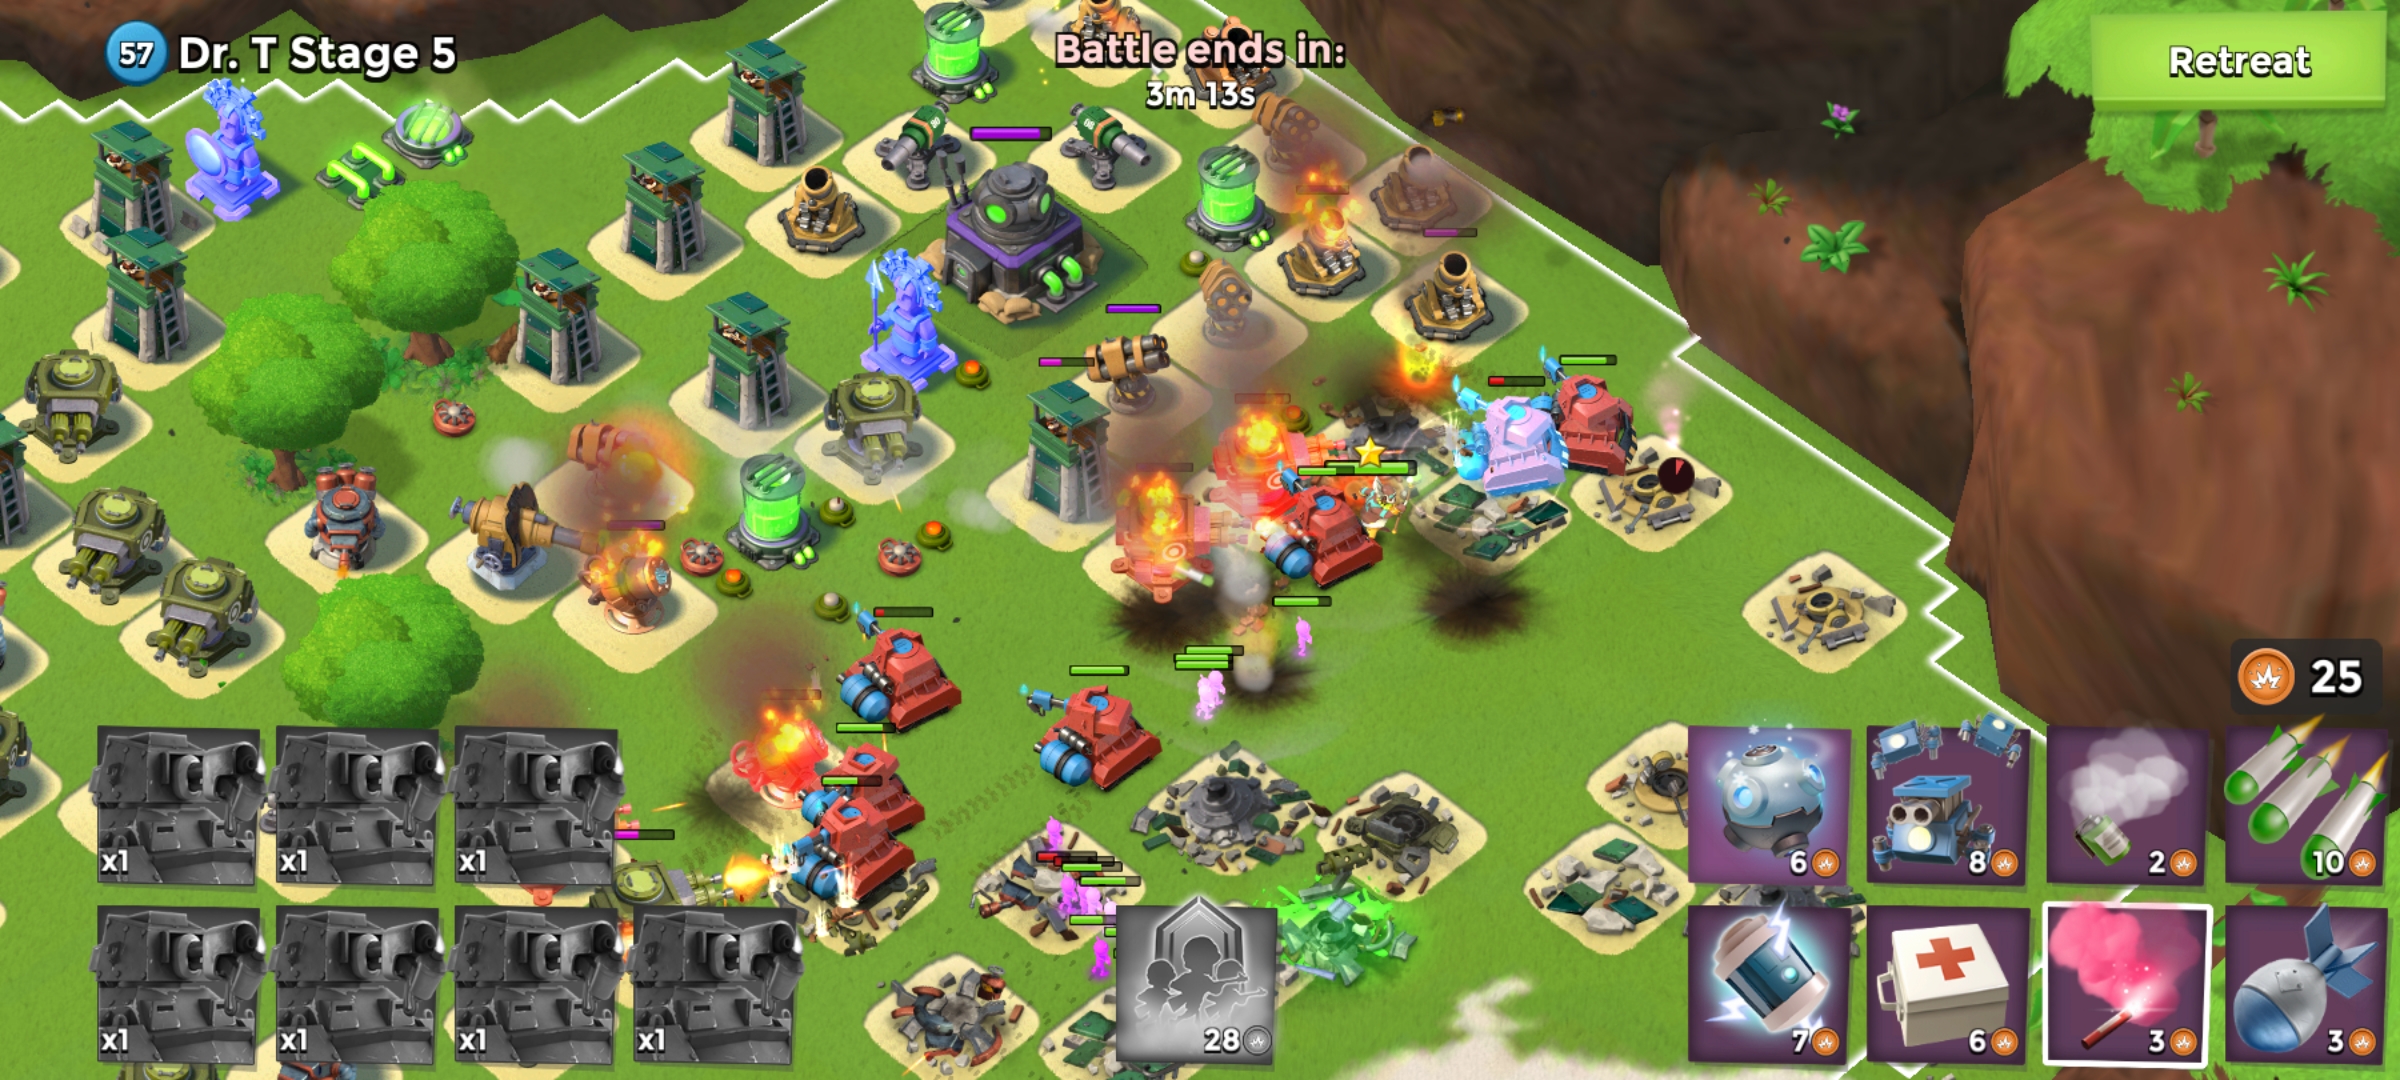 57 Dr. T Stage 5
Battle ends in:
3m 13s
Retreat
25
6
8
2
10
x1
x1
x1
x1
x1
x1
x1
28
7
6
3
3